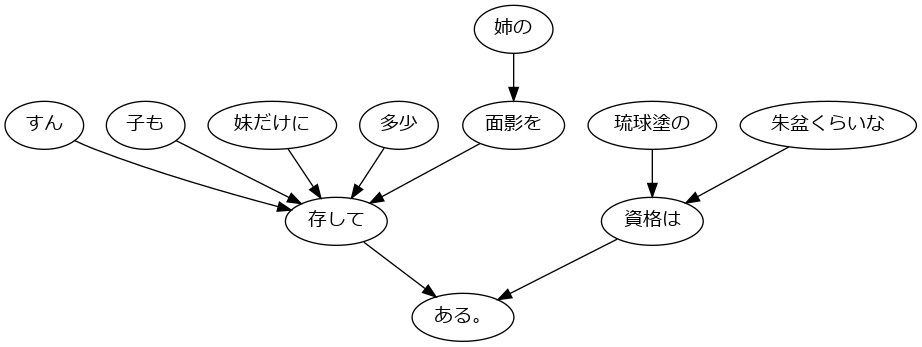 姉の
すん
子も
妹だけに
多少
面影を
琉球塗の
朱盆くらいな
存して
資格は
ある。